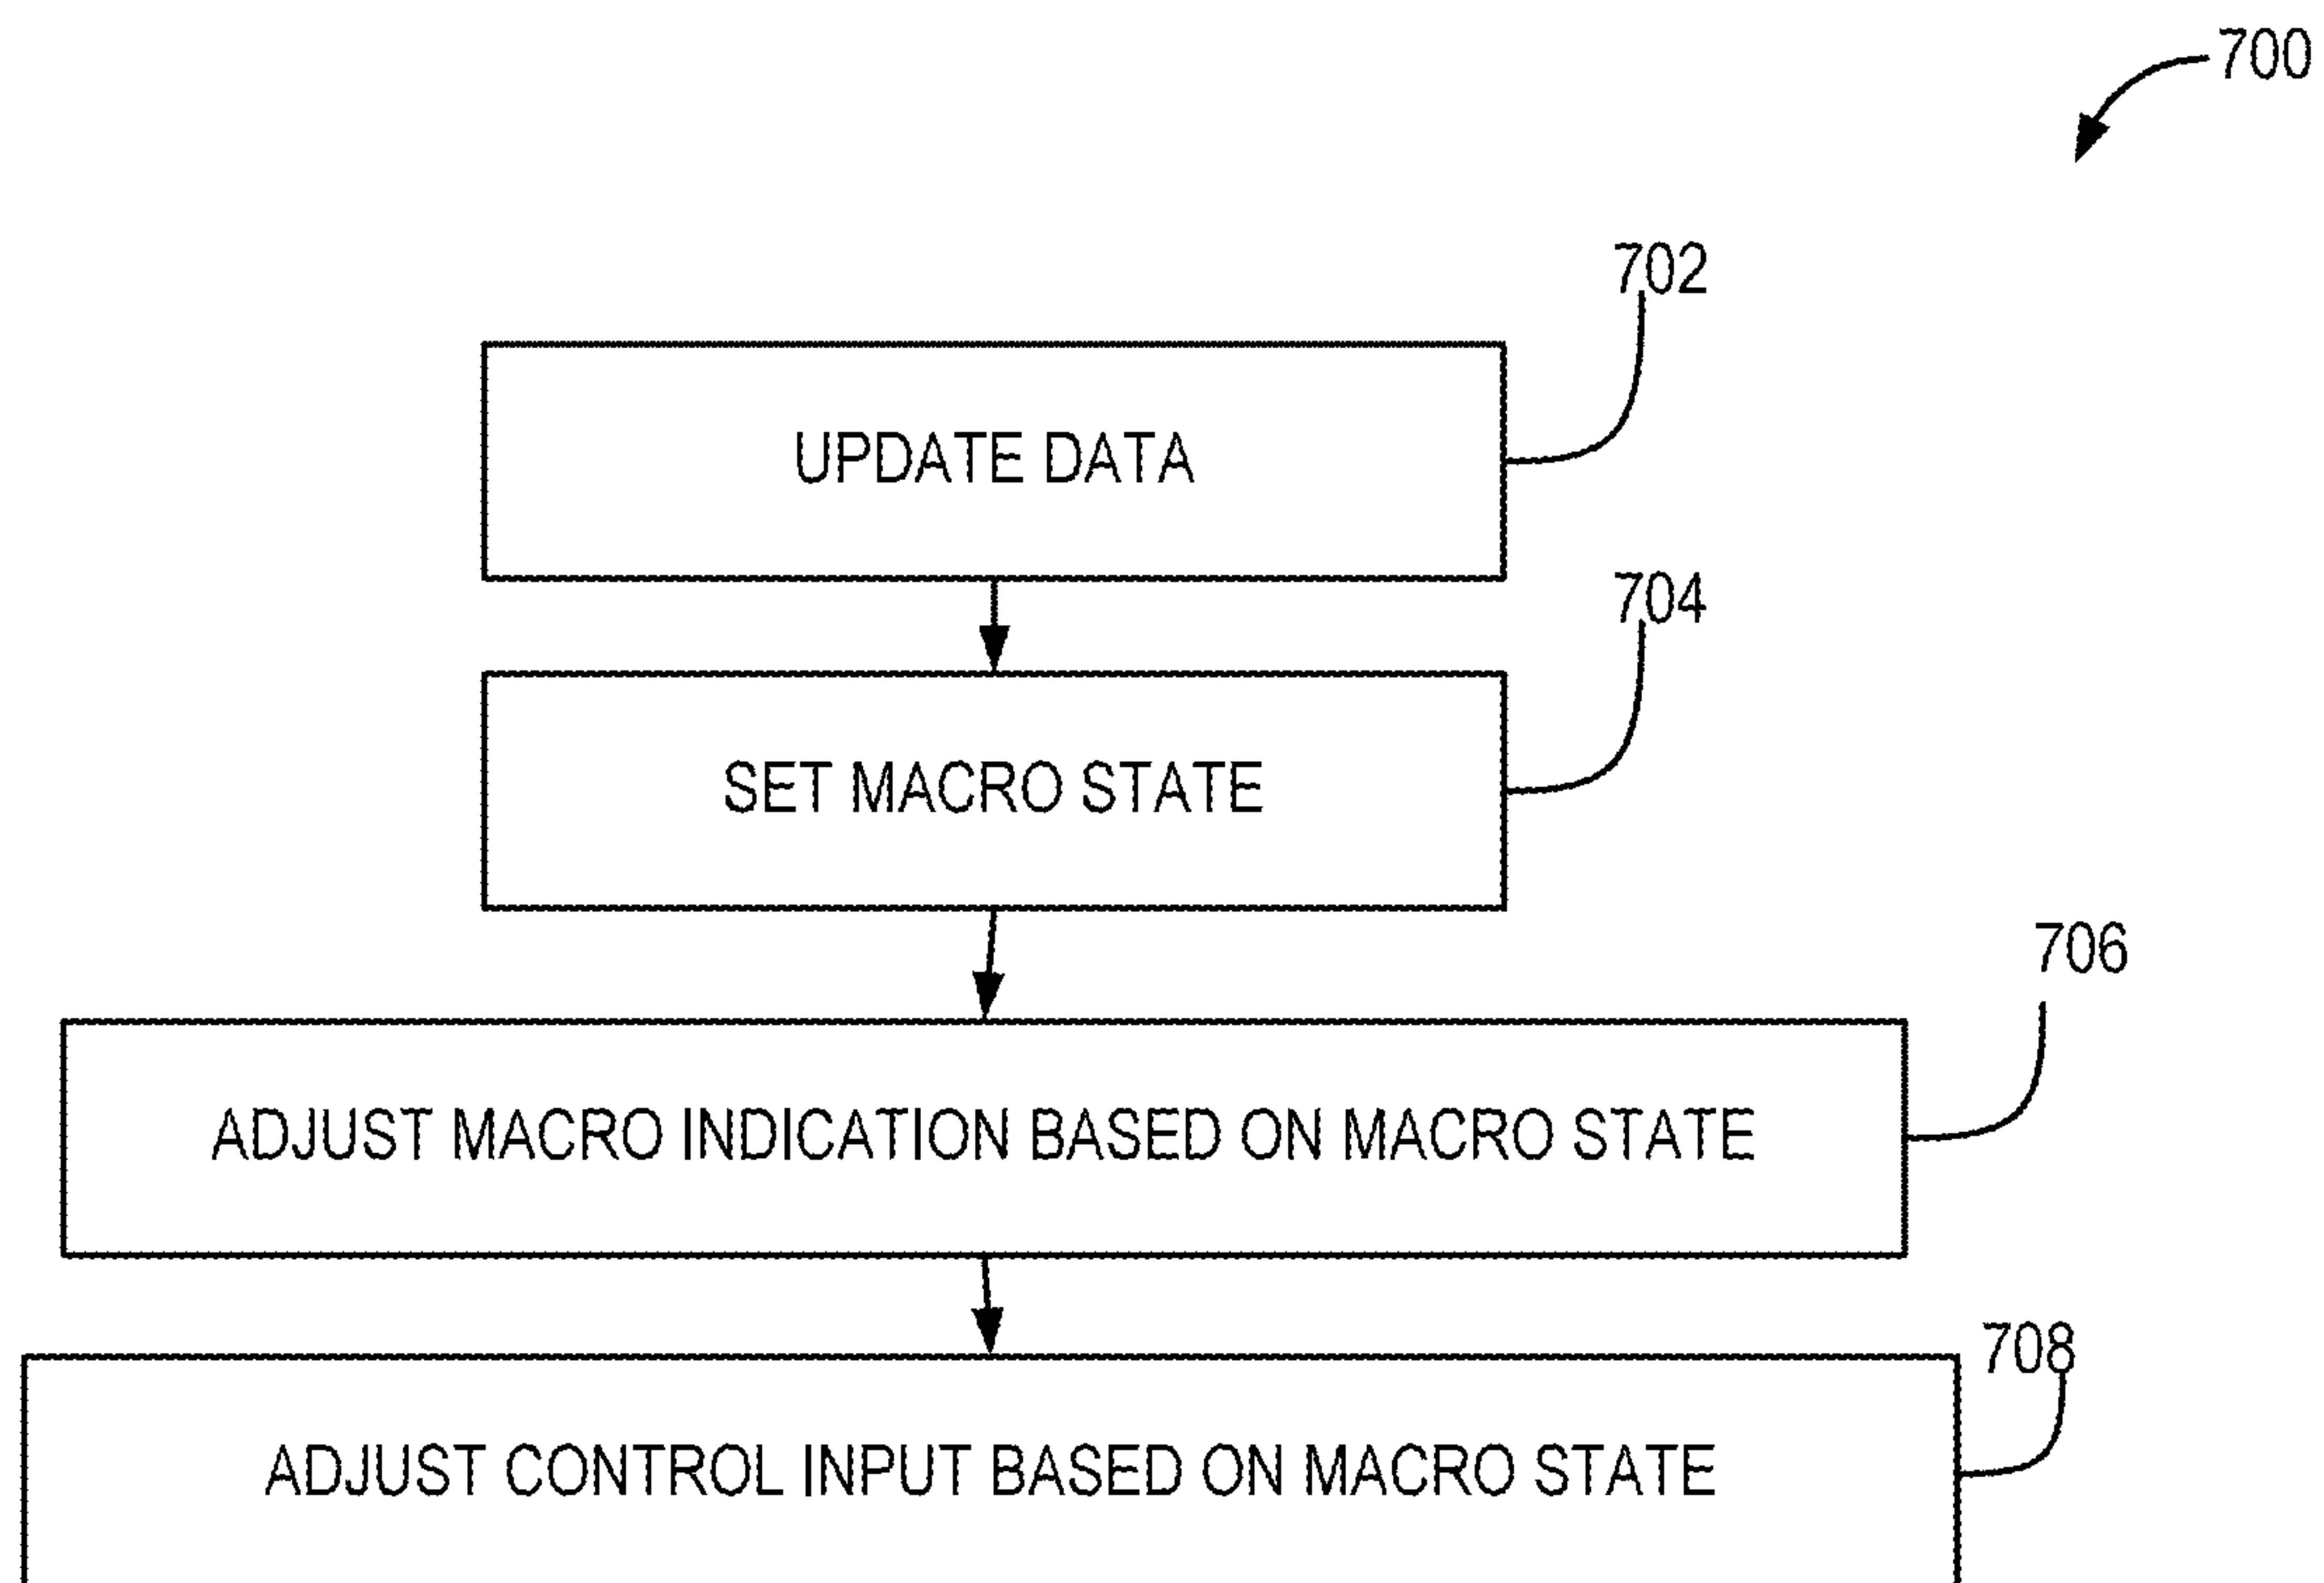 700
702
UPDATE DATA
704
SET MACRO STATE
706
ADJUST MACRO INDICATION BASED ON MACRO STATE
708
ADJUST CONTROL INPUT BASED ON MACRO STATE